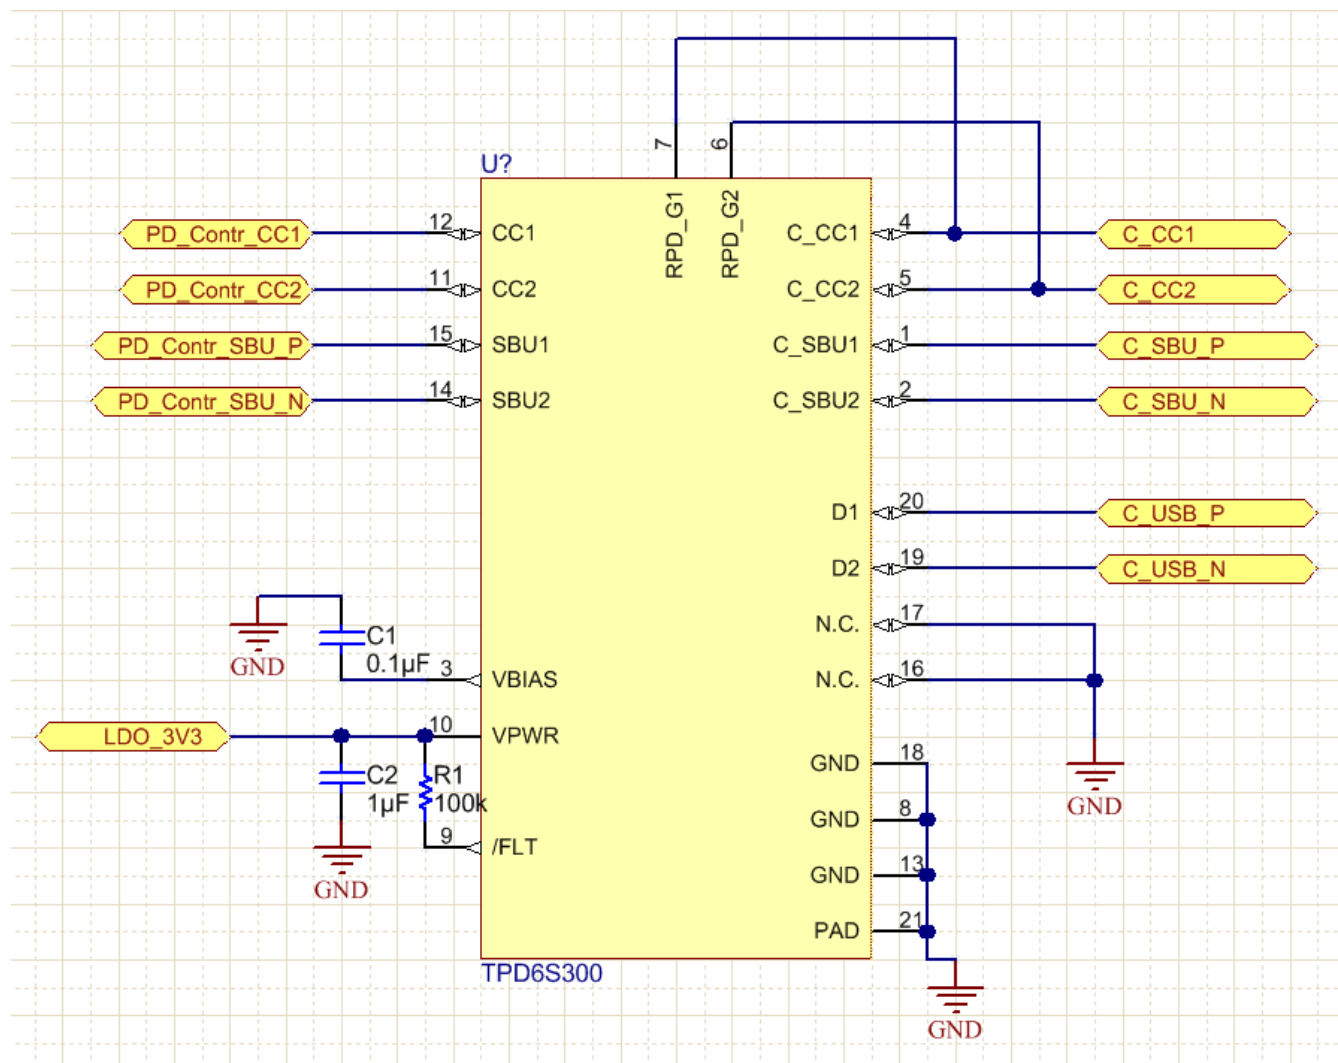 7
6
U?
RPD_G1
RPD_G2
PD_Contr_CC1 12 CC1
C_CC1 4 C_CC1
PD_Contr_CC2 11 CC2
C_CC2 5 C_CC2
PD_Contr_SBU_P 15 SBU1
C_SBU1 1 C_SBU_P
PD_Contr_SBU_N 14 SBU2
C_SBU2 2 C_SBU_N
D1 20 C_USB_P
D2 19 C_USB_N
N.C. 17
C1
0.1µF
GND
3 VBIAS
N.C. 16
LDO_3V3 10 VPWR
GND 18
C2
1µF
R1
100k
GND
GND 8
9 /FLT
GND
GND 13
PAD 21
TPD6S300
GND